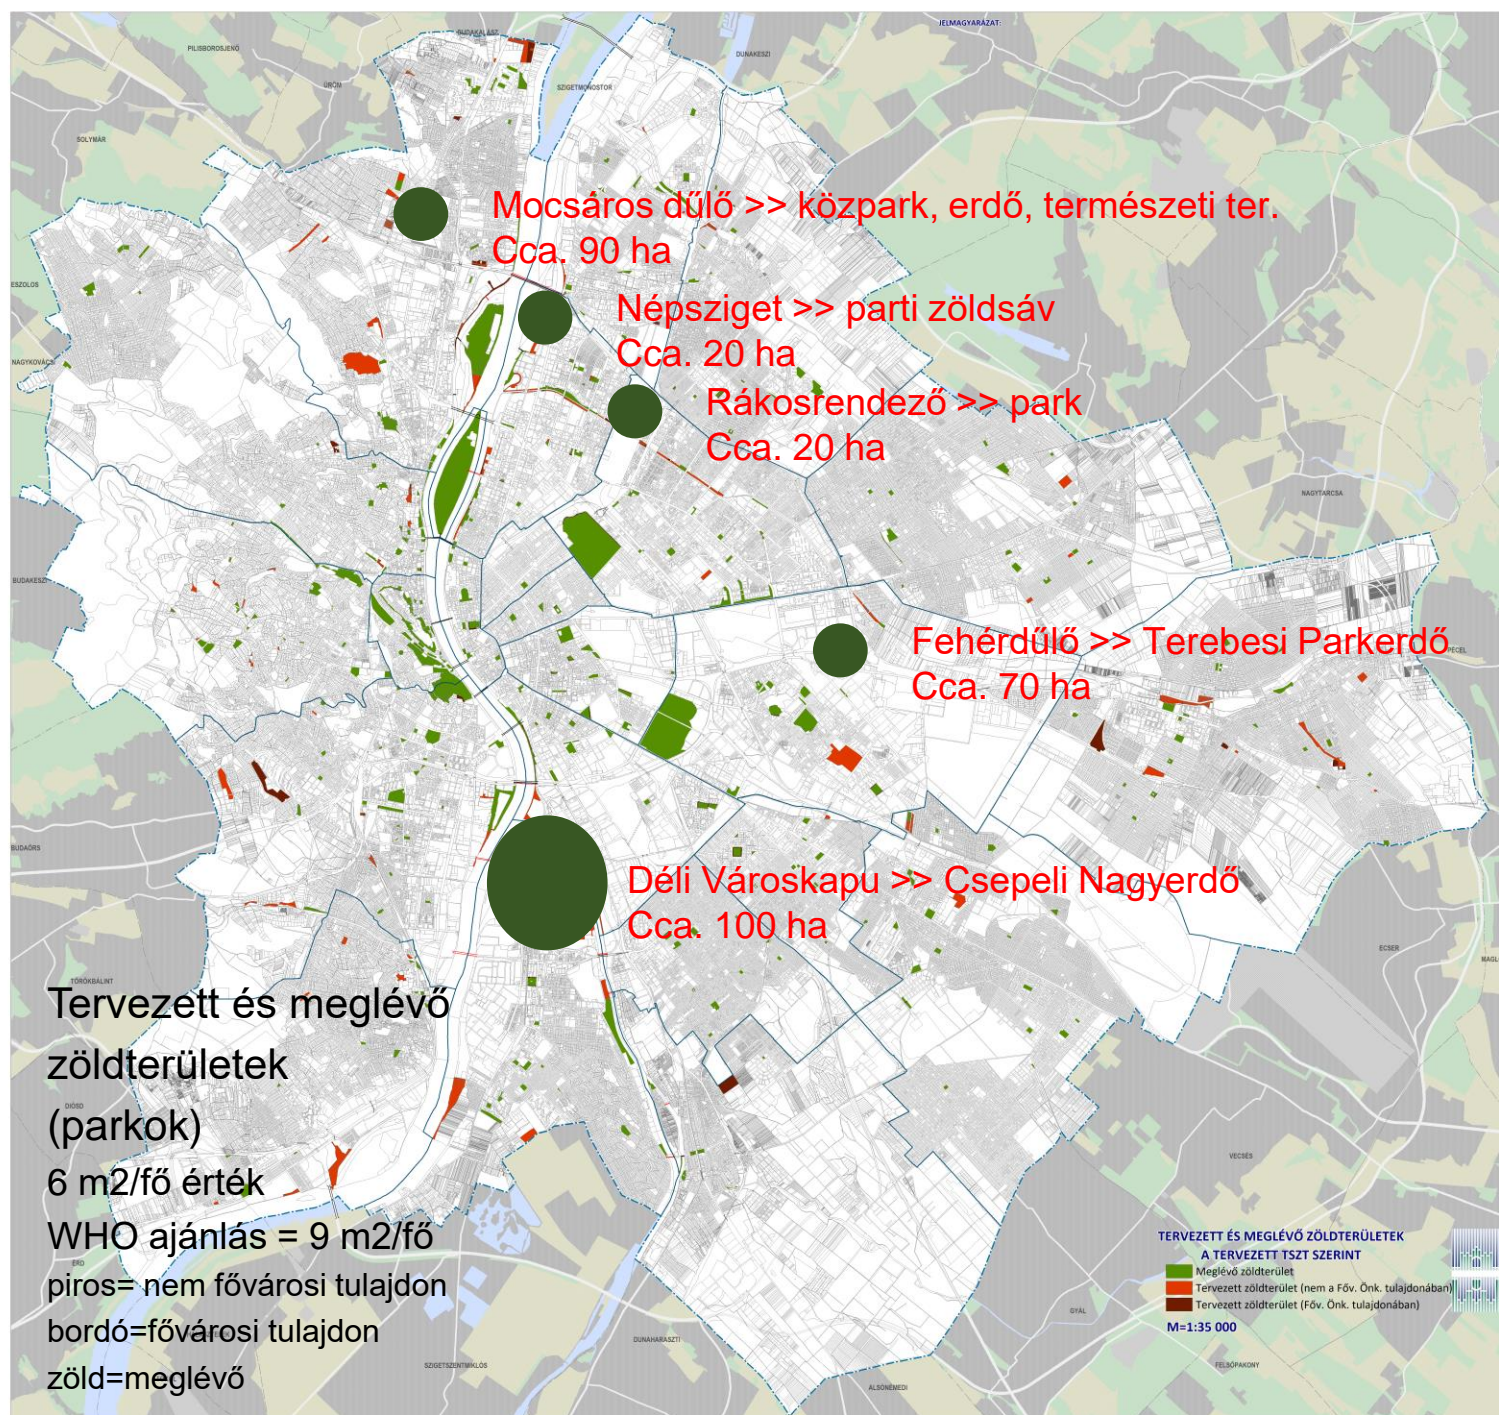 JELMAGYARÁZAT:
BUDAKALÁSZ
PILISBOROSJENŐ
DUNAKESZI
ÜRÖM
SZIGETMONOSTOR
SOLYMÁR
Mocsáros dűlő >> közpark, erdő, természeti ter.
Cca. 90 ha
Népsziget >> parti zöldsáv
Cca. 20 ha
NAGYKOVÁCSI
Rákosrendező >> park
Cca. 20 ha
NAGYTARCSA
BUDAKESZI
Fehérdűlő >> Terebesi Parkerdő
Cca. 70 ha
PÉCEL
BUDAÖRS
Déli Városkapu >> Csepeli Nagyerdő
Cca. 100 ha
ECSER
MAGL
TÖRÖKBÁLINT
Tervezett és meglévő
zöldterületek
(parkok)
DIÓSD
6 m2/fő érték
WHO ajánlás = 9 m2/fő
ÉRD
piros= nem fővárosi tulajdon
bordó=fővárosi tulajdon
zöld=meglévő
VECSÉS
GYÁL
DUNAHARASZTI
SZIGETSZENTMIKLÓS
FELSŐPAKONY
ALSÓNÉMEDI
TERVEZETT ÉS MEGLÉVŐ ZÖLDTERÜLETEK
A TERVEZETT TSZT SZERINT
Meglévő zöldterület
Tervezett zöldterület (nem a Főv. Önk. tulajdonában)
Tervezett zöldterület (Főv. Önk. tulajdonában)
M=1:35 000